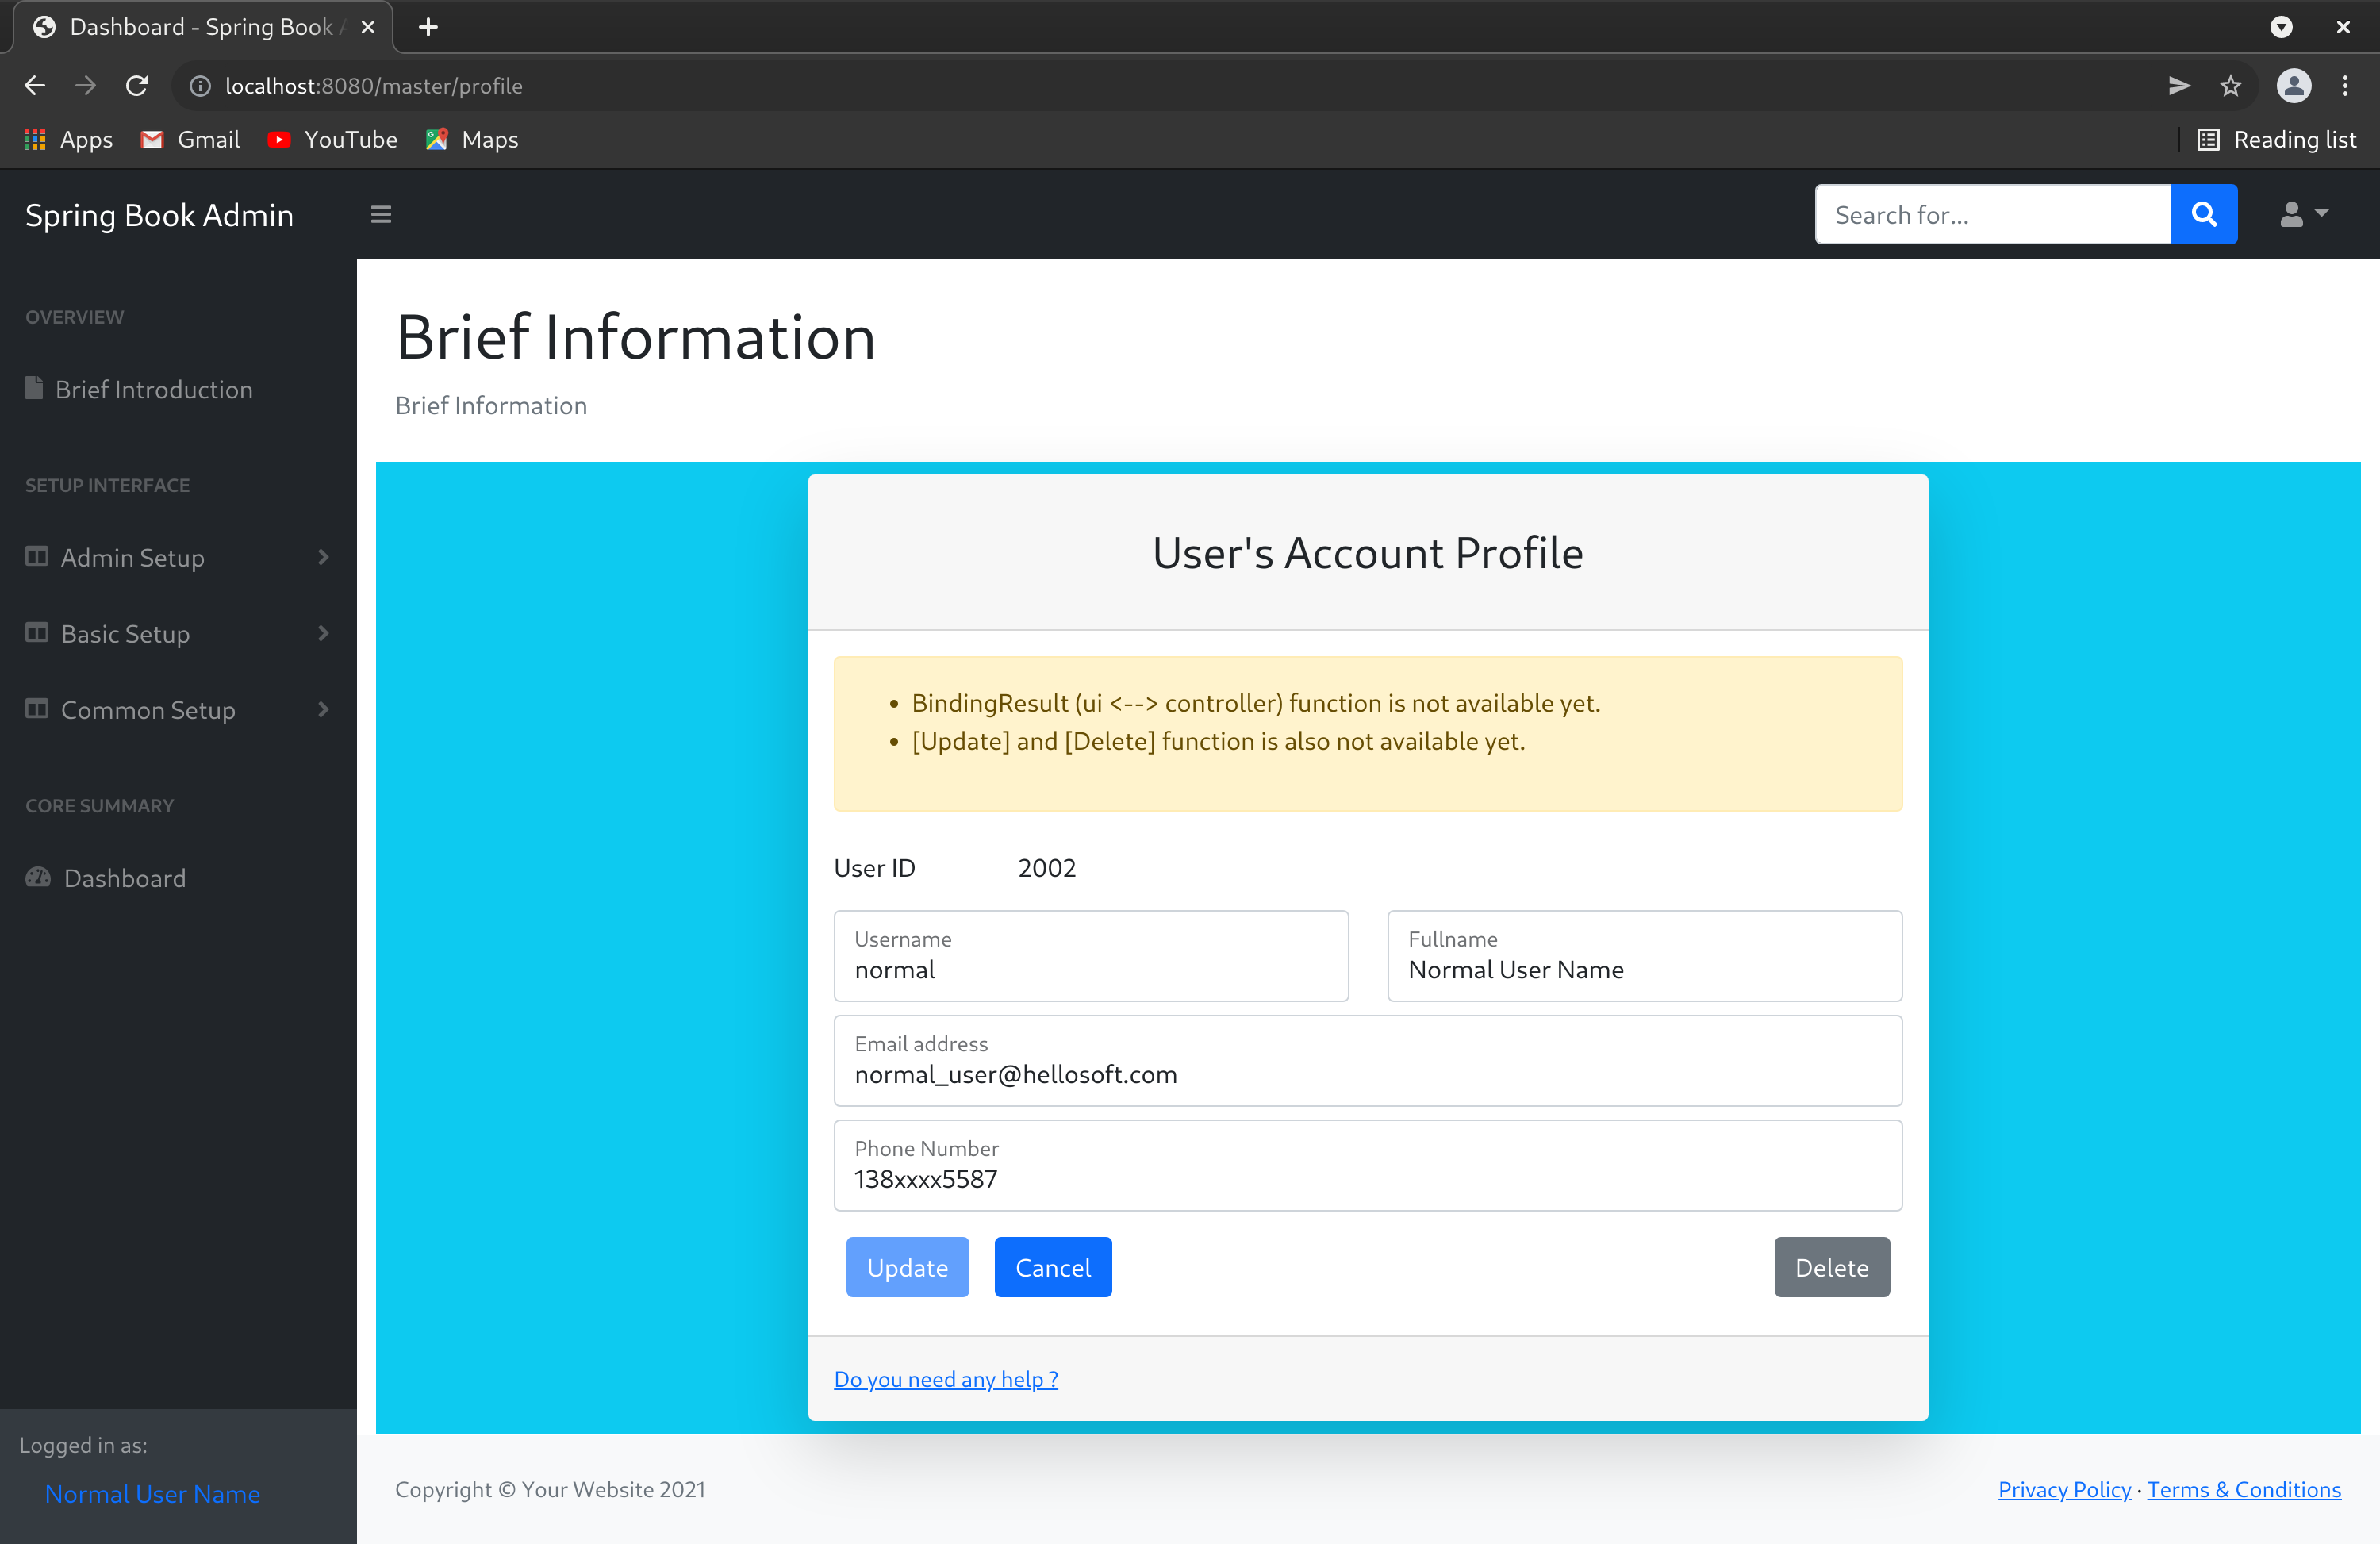 Dashboard - Spring Book
localhost:8080/master/profile
Apps Gmail YouTube Maps Reading list
Spring Book Admin Search for...
OVERVIEW
Brief Introduction
SETUP INTERFACE
Admin Setup
Basic Setup
Common Setup
CORE SUMMARY
Dashboard
Logged in as:
Normal User Name
Brief Information
Brief Information
User's Account Profile
• BindingResult (ui <--> controller) function is not available yet.
• [Update] and [Delete] function is also not available yet.
User ID 2002
Username Fullname
normal Normal User Name
Email address
normal_user@hellosoft.com
Phone Number
138xxxx5587
Update Cancel Delete
Do you need any help ?
Copyright © Your Website 2021 Privacy Policy · Terms & Conditions